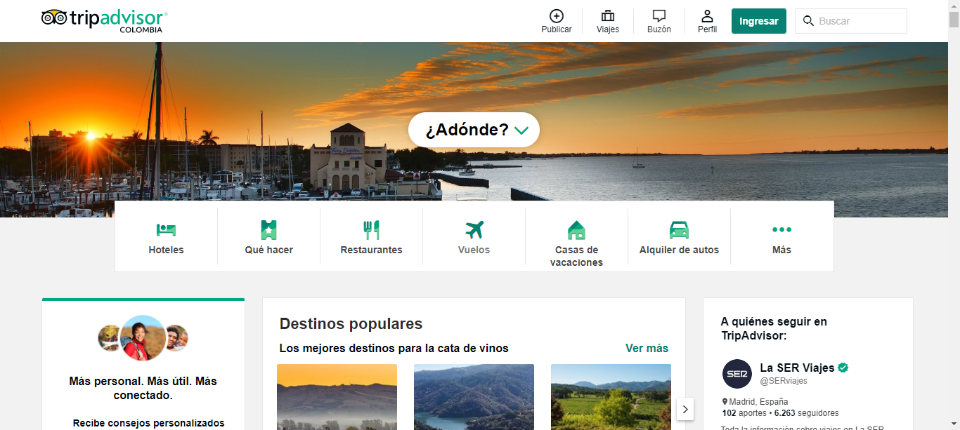 tripadvisor
COLOMBIA
Publicar
Viajes
Buzón
Perfil
Ingresar
Buscar
¿Adónde?
Hoteles
Qué hacer
Restaurantes
Vuelos
Casas de
vacaciones
Alquiler de autos
Más
Más personal. Más útil. Más
conectado.
Recibe consejos personalizados
Destinos populares
Los mejores destinos para la cata de vinos
Ver más
A quiénes seguir en
TripAdvisor:
SER
La SER Viajes
@SERviajes
Madrid, España
102 aportes • 6.263 seguidores
Toda la información sobre viajes en La SER